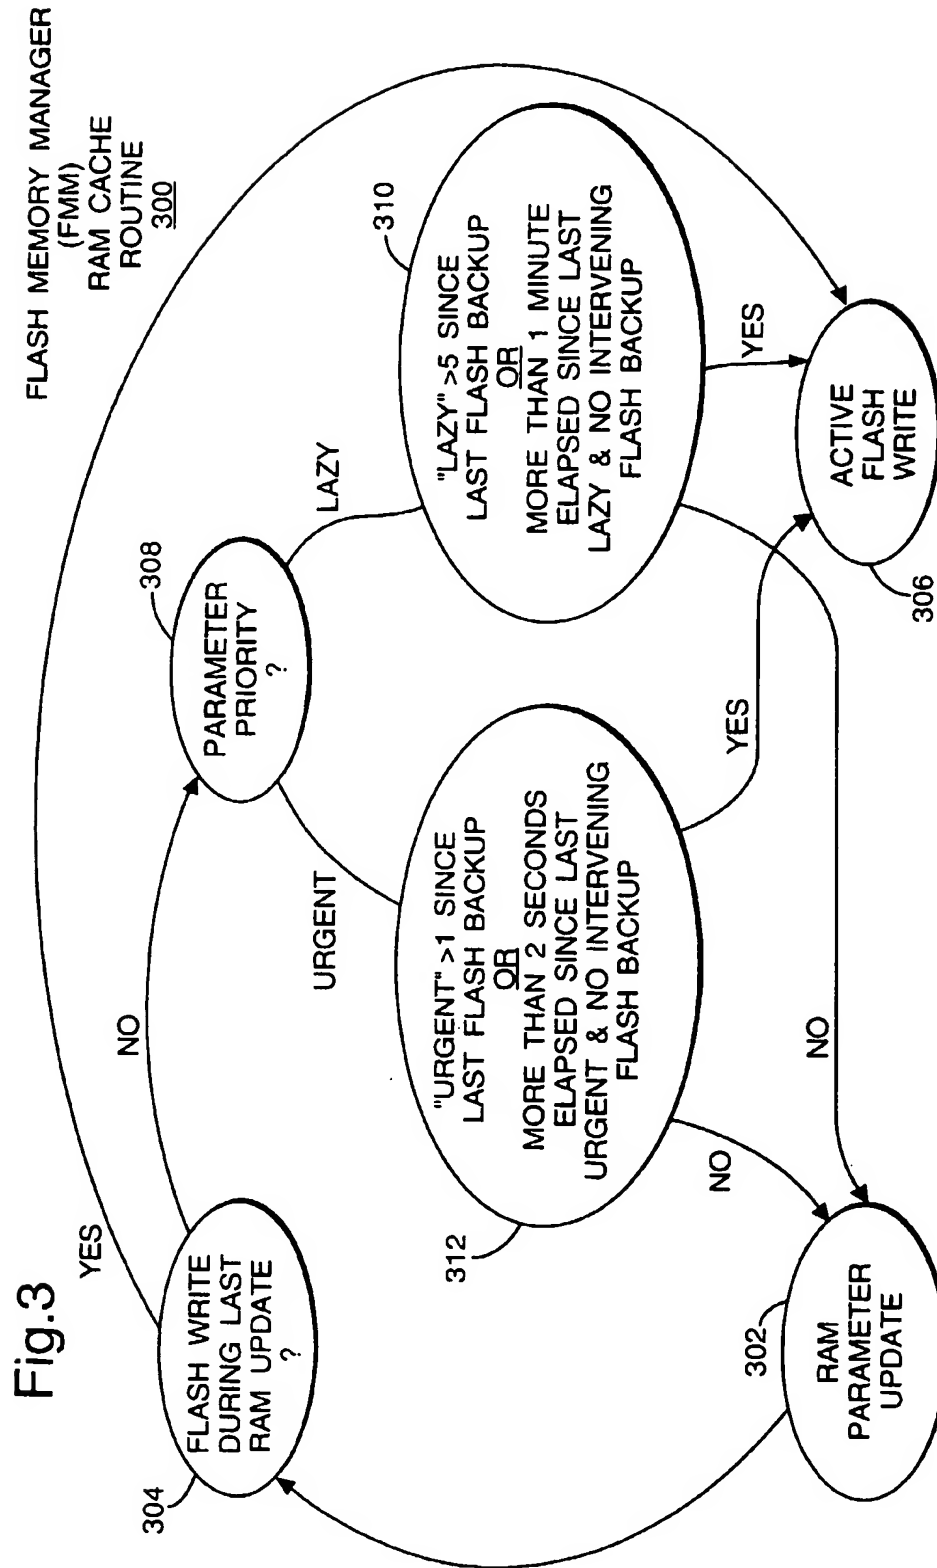 Fig.3
FLASH MEMORY MANAGER
(FMM)
RAM CACHE
ROUTINE
300
YES
304
FLASH WRITE
DURING LAST
RAM UPDATE
?
NO
308
PARAMETER
PRIORITY
?
URGENT
LAZY
312
"URGENT" >1 SINCE
LAST FLASH BACKUP
OR
MORE THAN 2 SECONDS
ELAPSED SINCE LAST
URGENT & NO INTERVENING
FLASH BACKUP
310
"LAZY" >5 SINCE
LAST FLASH BACKUP
OR
MORE THAN 1 MINUTE
ELAPSED SINCE LAST
LAZY & NO INTERVENING
FLASH BACKUP
NO
YES
YES
NO
302
RAM
PARAMETER
UPDATE
306
ACTIVE
FLASH
WRITE